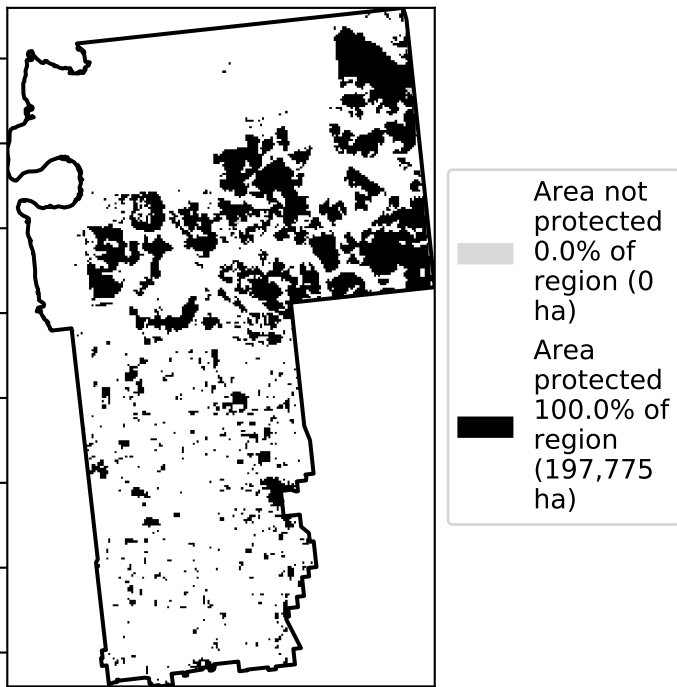 Area not
protected
0.0% of
region (0
ha)
Area
protected
100.0% of
region
(197,775
ha)